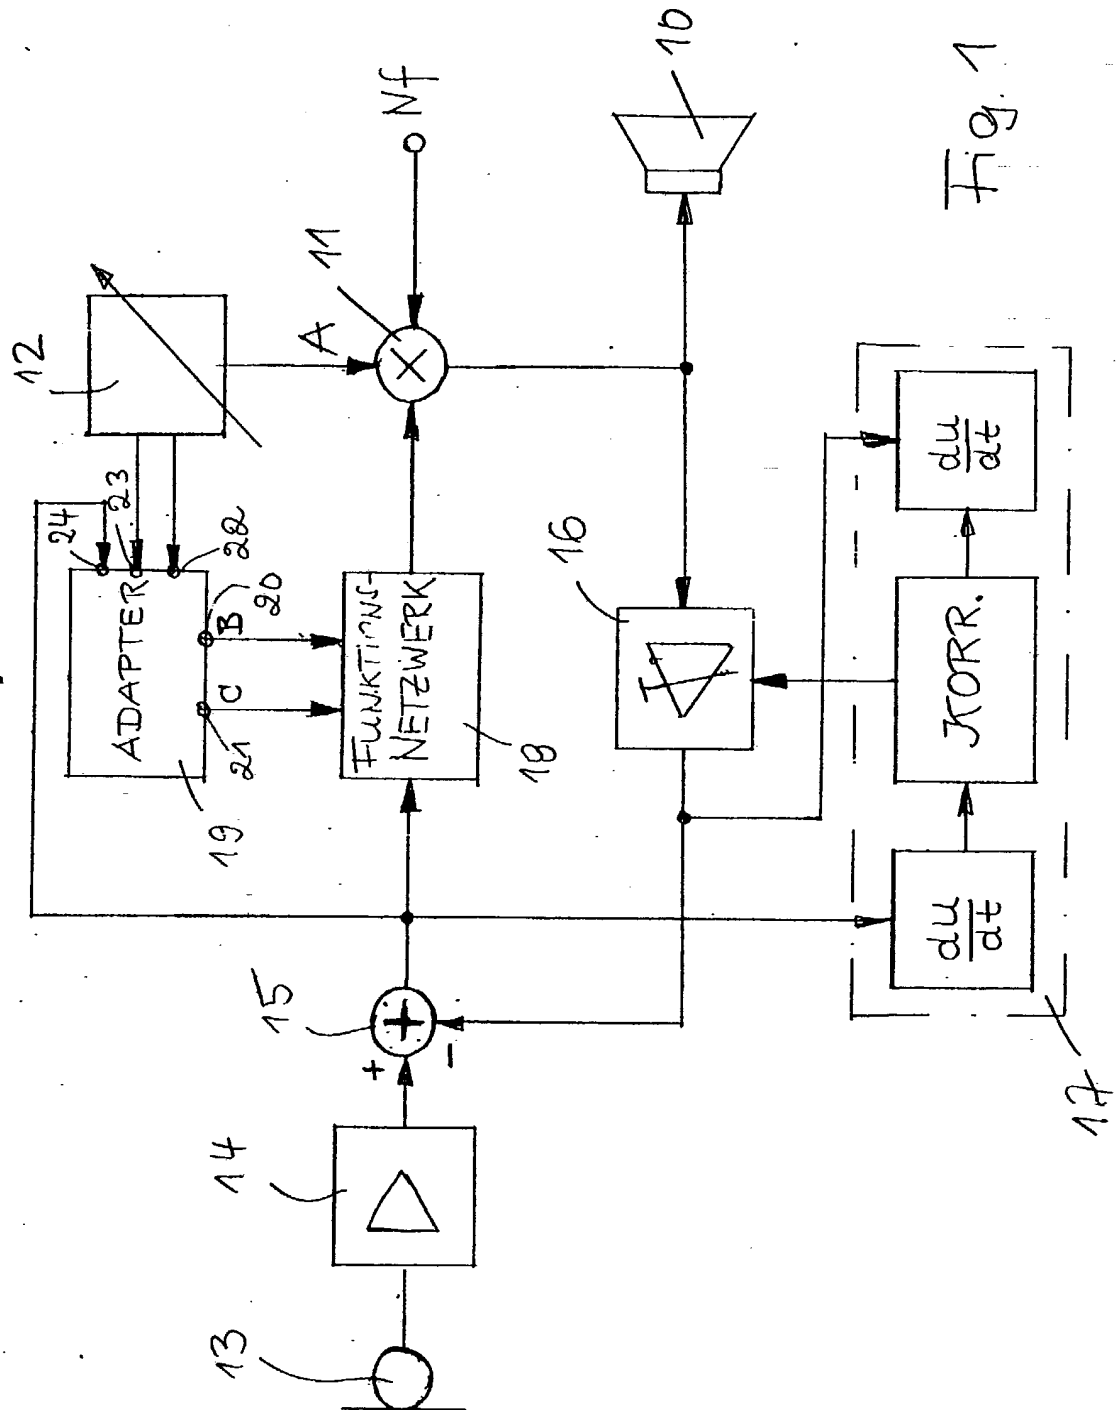 12
24
23
22
ADAPTER
B
20
C
21
19
A
11
Nf
10
FUNKTIONS-
NETZWERK
18
16
15
+
+
-
14
13
du
dt
KORR.
du
dt
17
Fig. 1